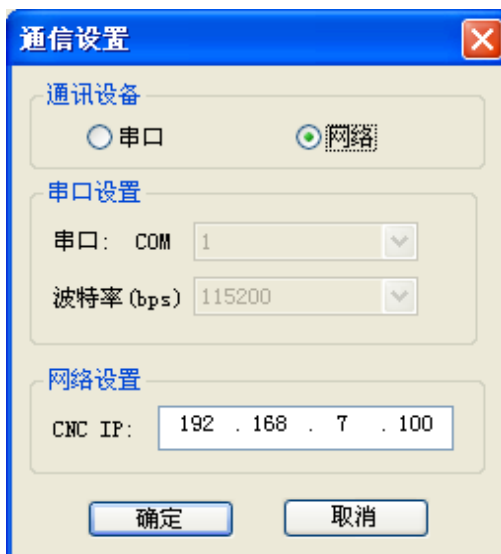 通信设置
通讯设备
串口 网络
串口设置
串口: COM 1
波特率(bps) 115200
网络设置
CNC IP: 192 . 168 . 7 . 100
确定 取消